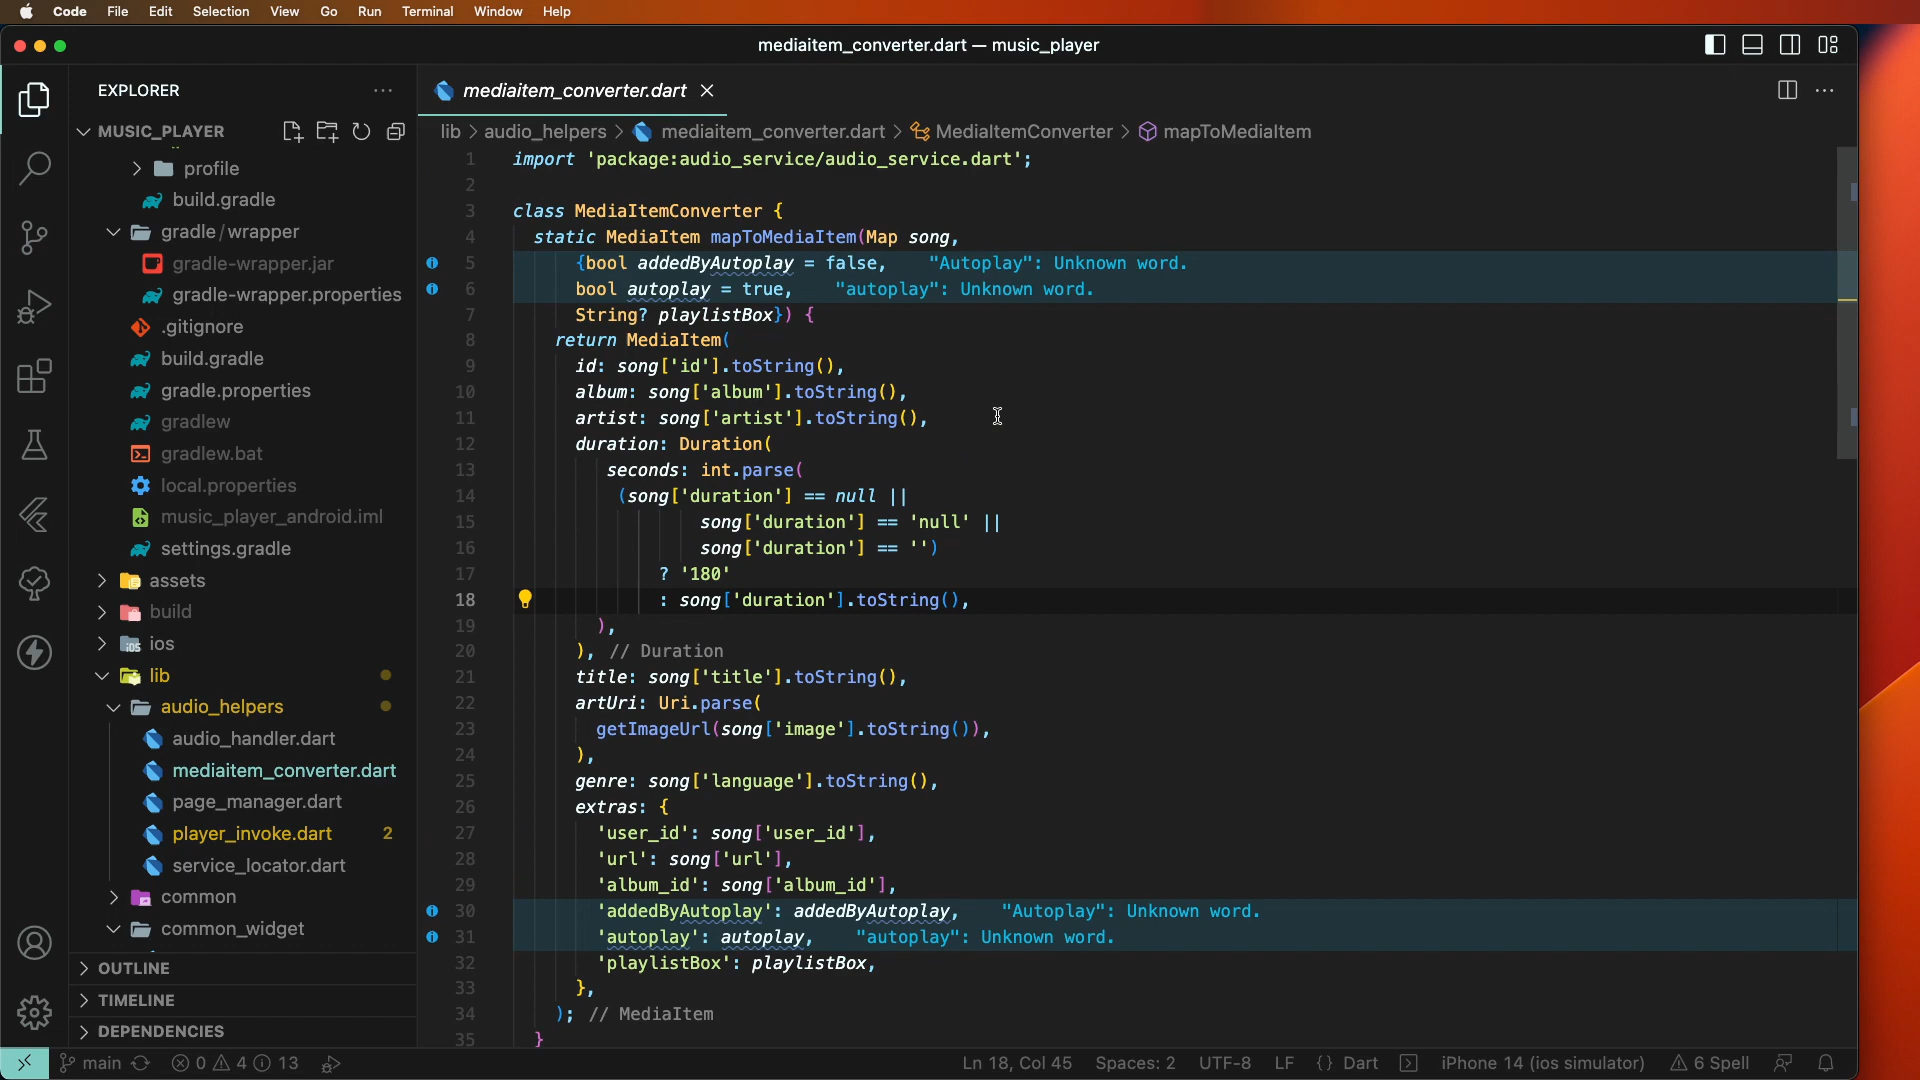 Code File Edit Selection View Go Run Terminal Window Help
mediaitem_converter.dart — music_player
EXPLORER
MUSIC_PLAYER
profile
build.gradle
gradle/wrapper
gradle-wrapper.jar
gradle-wrapper.properties
.gitignore
build.gradle
gradle.properties
gradlew
gradlew.bat
local.properties
music_player_android.iml
settings.gradle
assets
build
ios
lib
audio_helpers
audio_handler.dart
mediaitem_converter.dart
page_manager.dart
player_invoke.dart 2
service_locator.dart
common
common_widget
OUTLINE
TIMELINE
DEPENDENCIES
mediaitem_converter.dart
lib > audio_helpers > mediaitem_converter.dart > MediaItemConverter > mapToMediaItem
1 import 'package:audio_service/audio_service.dart';
2
3 class MediaItemConverter {
4 static MediaItem mapToMediaItem(Map song,
5 {bool addedByAutoplay = false, "Autoplay": Unknown word.
6 bool autoplay = true, "autoplay": Unknown word.
7 String? playlistBox}) {
8 return MediaItem(
9 id: song['id'].toString(),
10 album: song['album'].toString(),
11 artist: song['artist'].toString(),
12 duration: Duration(
13 seconds: int.parse(
14 (song['duration'] == null ||
15 song['duration'] == 'null' ||
16 song['duration'] == '')
17 ? '180'
18 : song['duration'].toString(),
19 ),
20 ), // Duration
21 title: song['title'].toString(),
22 artUri: Uri.parse(
23 getImageUrl(song['image'].toString()),
24 ),
25 genre: song['language'].toString(),
26 extras: {
27 'user_id': song['user_id'],
28 'url': song['url'],
29 'album_id': song['album_id'],
30 'addedByAutoplay': addedByAutoplay, "Autoplay": Unknown word.
31 'autoplay': autoplay, "autoplay": Unknown word.
32 'playlistBox': playlistBox,
33 },
34 ); // MediaItem
35 }
main 0 4 13 Ln 18, Col 45 Spaces: 2 UTF-8 LF {} Dart iPhone 14 (ios simulator) 6 Spell